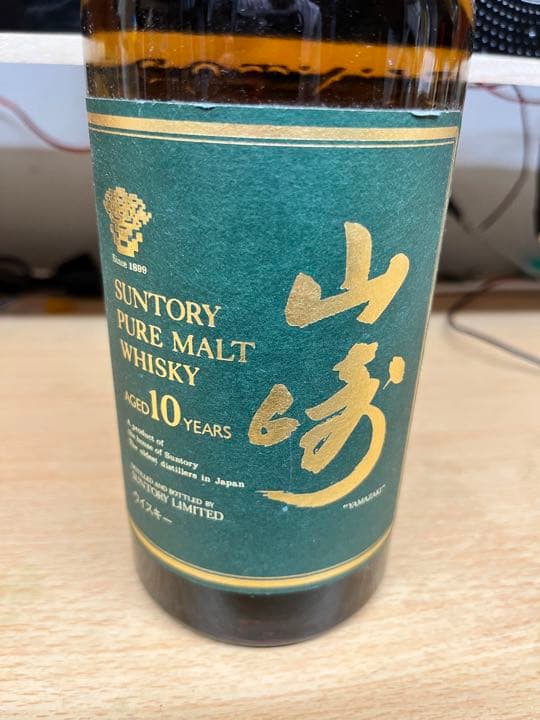 Since 1899
SUNTORY
PURE MALT
WHISKY
AGED 10 YEARS
A product of
the house of Suntory
The oldest distillers in Japan
DISTILLED AND BOTTLED BY
SUNTORY LIMITED
ウイスキー
山崎
"YAMAZAKI"